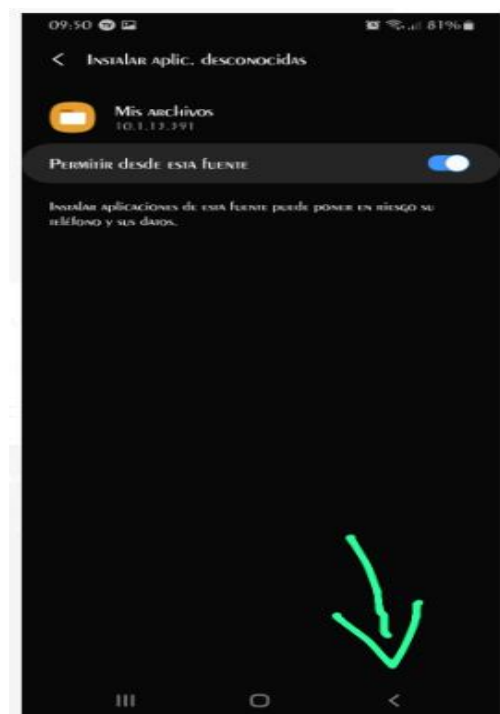 09:50
81%
< Instalar aplic. desconocidas
Mis archivos
10.1.13.391
Permitir desde esta fuente
Instalar aplicaciones de esta fuente puede poner en riesgo su
teléfono y sus datos.